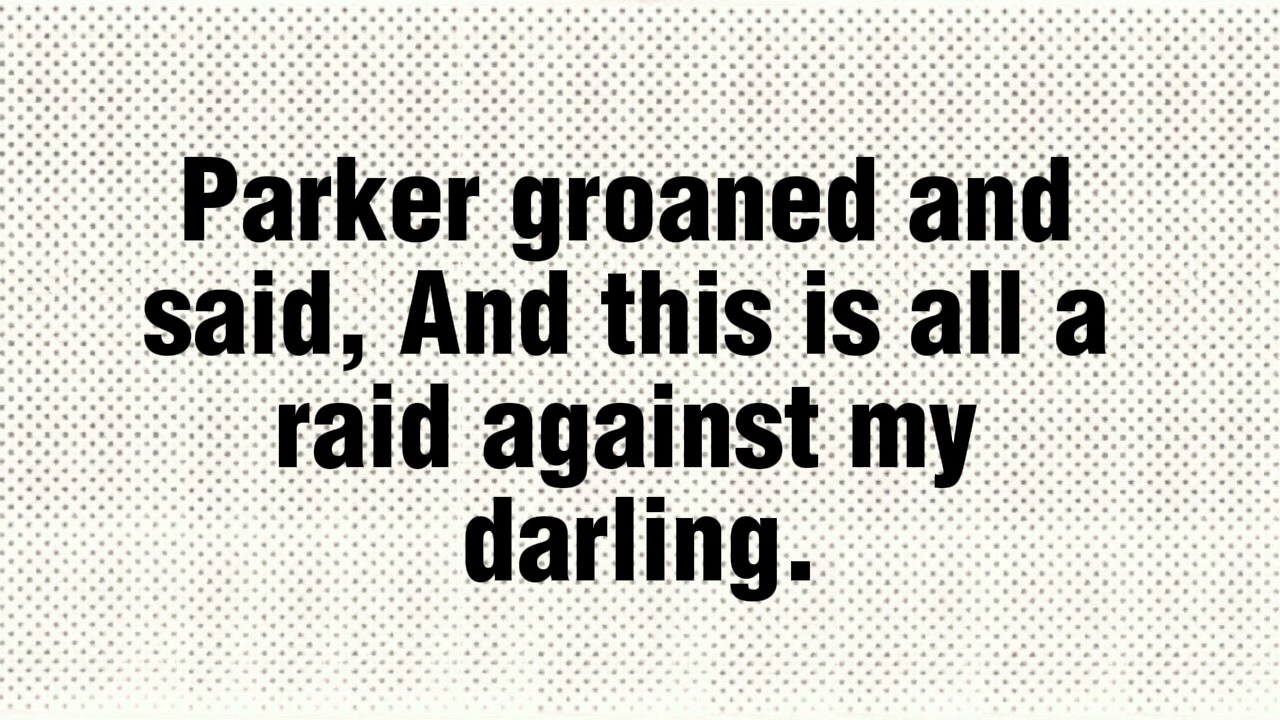 Parker groaned and
said, And this is all a
raid against my
darling.